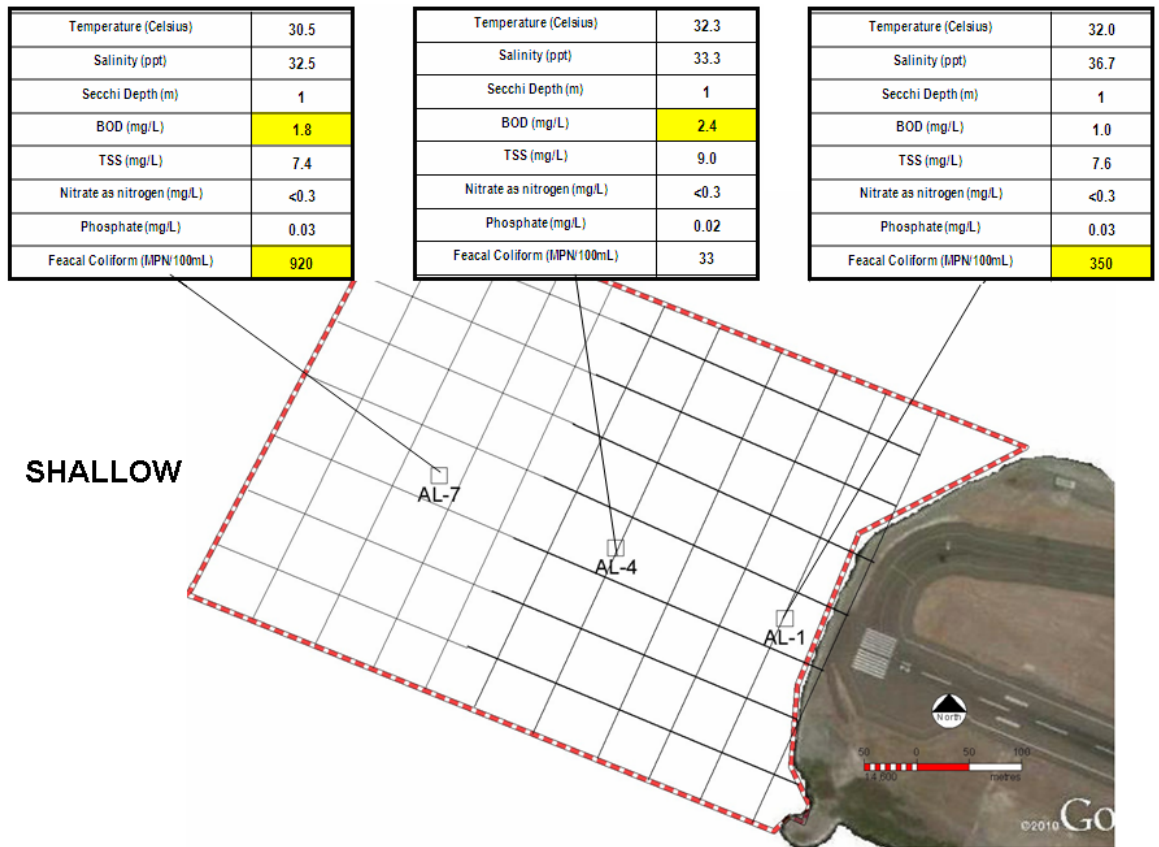 Temperature (Celsius) 30.5
Salinity (ppt) 32.5
Secchi Depth (m) 1
BOD (mg/L) 1.8
TSS (mg/L) 7.4
Nitrate as nitrogen (mg/L) <0.3
Phosphate (mg/L) 0.03
Feacal Coliform (MPN/100mL) 920
Temperature (Celsius) 32.3
Salinity (ppt) 33.3
Secchi Depth (m) 1
BOD (mg/L) 2.4
TSS (mg/L) 9.0
Nitrate as nitrogen (mg/L) <0.3
Phosphate (mg/L) 0.02
Feacal Coliform (MPN/100mL) 33
Temperature (Celsius) 32.0
Salinity (ppt) 36.7
Secchi Depth (m) 1
BOD (mg/L) 1.0
TSS (mg/L) 7.6
Nitrate as nitrogen (mg/L) <0.3
Phosphate (mg/L) 0.03
Feacal Coliform (MPN/100mL) 350
SHALLOW
AL-7
AL-4
AL-1
North
50 0 50 100
1:4,600 metres
©2010 Go